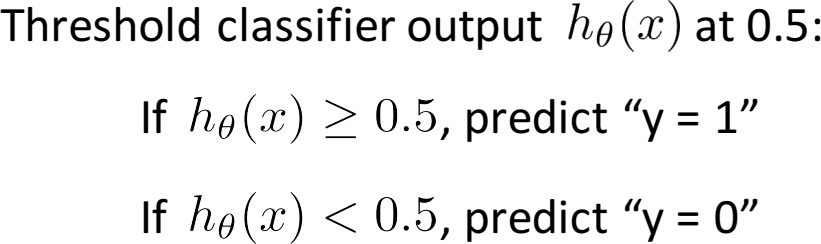 Threshold classifier output hθ(x) at 0.5:
If hθ(x) ≥ 0.5, predict “y = 1”
If hθ(x) < 0.5, predict “y = 0”